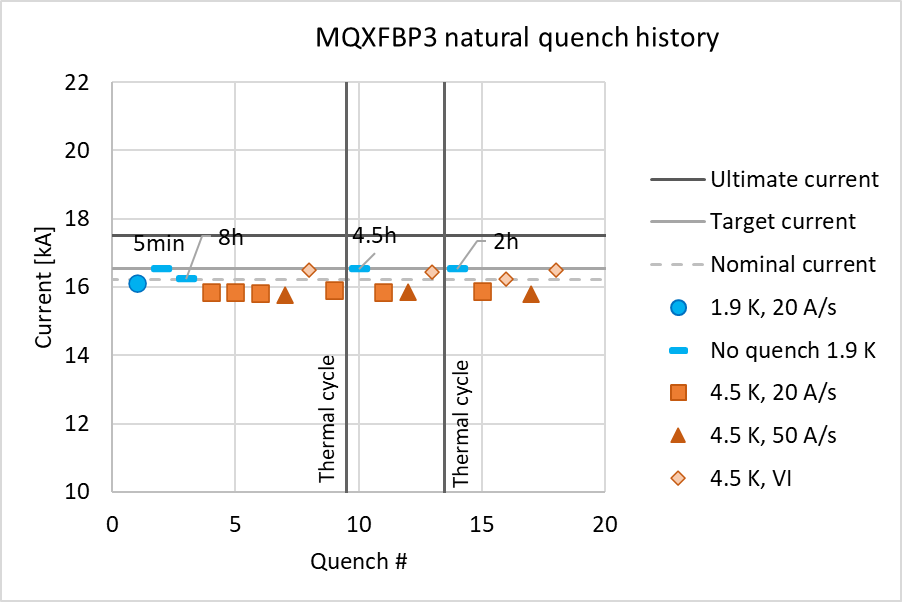 MQXFBP3 natural quench history
22
20
18
16
14
12
10
Current [kA]
5min
8h
4.5h
2h
Thermal cycle
Thermal cycle
0
5
10
15
20
Quench #
Ultimate current
Target current
Nominal current
1.9 K, 20 A/s
No quench 1.9 K
4.5 K, 20 A/s
4.5 K, 50 A/s
4.5 K, VI